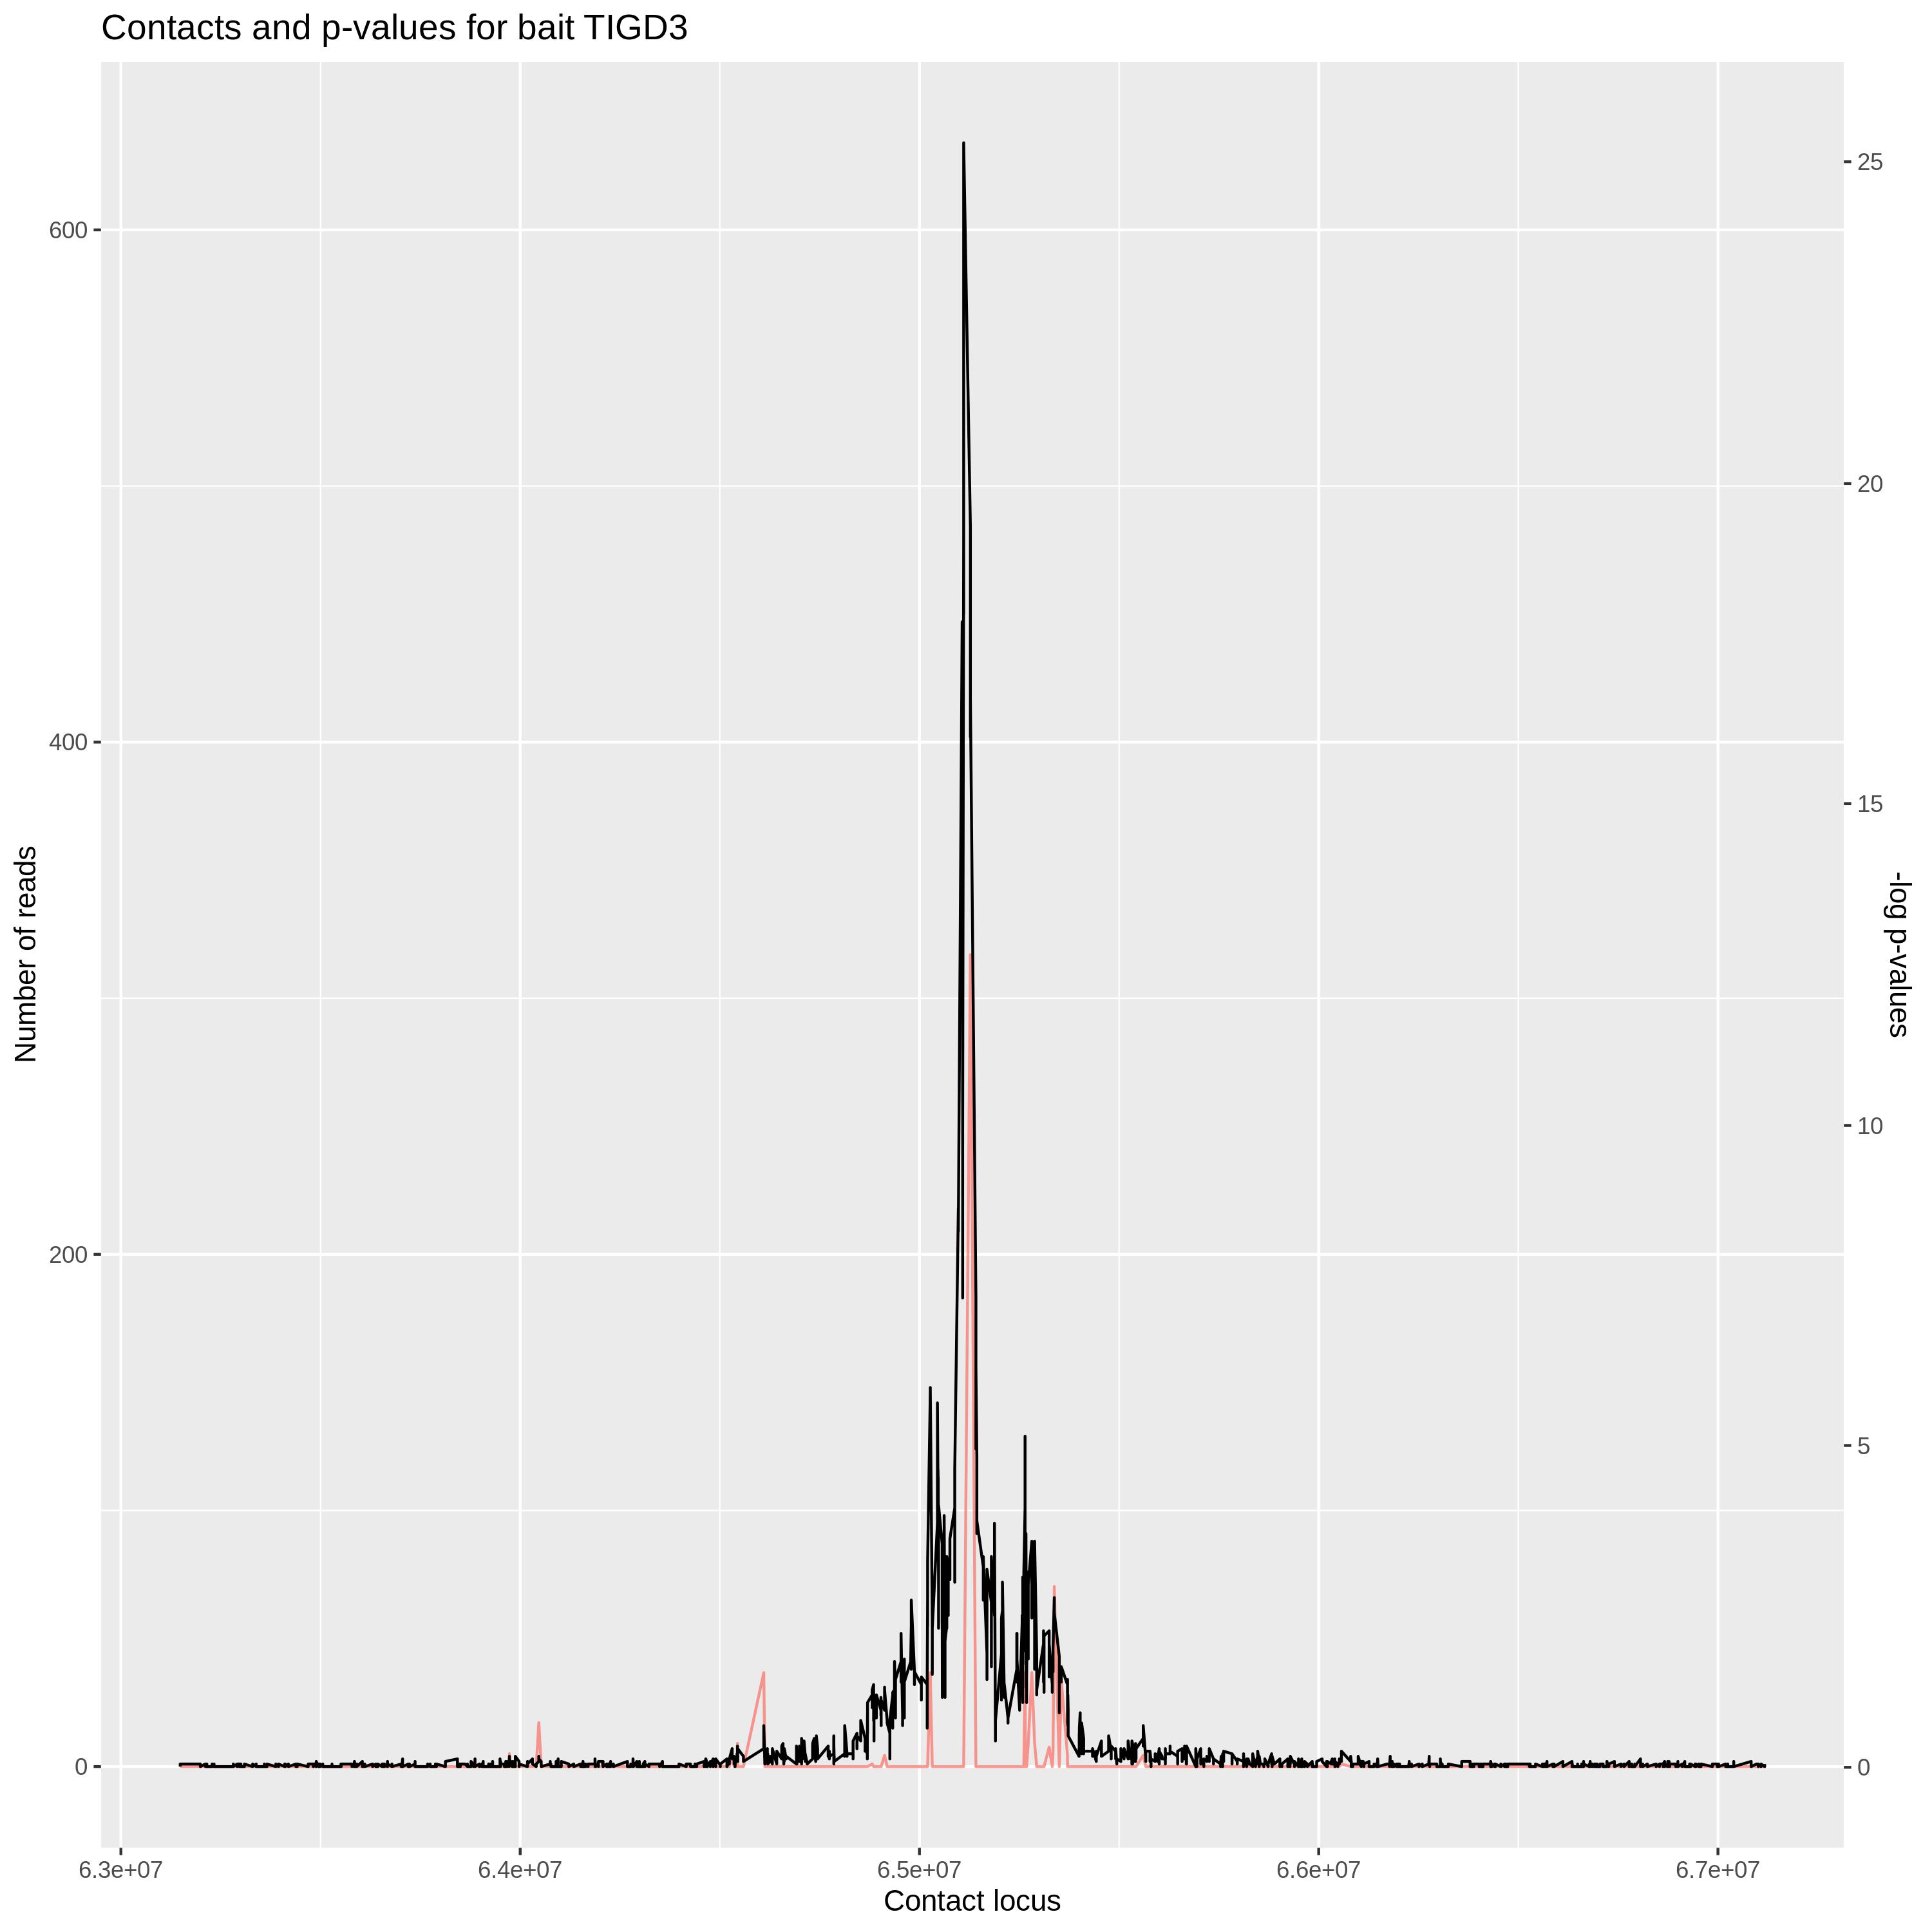 Contacts and p-values for bait TIGD3
600
400
200
0
Number of reads
25
20
15
10
5
0
-log p-values
6.3e+07
6.4e+07
6.5e+07
6.6e+07
6.7e+07
Contact locus